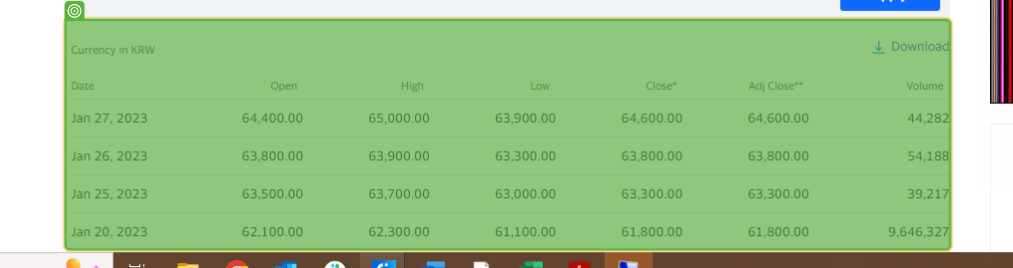 Currency in KRW
Download
Date Open High Low Close* Adj Close** Volume
Jan 27, 2023 64,400.00 65,000.00 63,900.00 64,600.00 64,600.00 44,282
Jan 26, 2023 63,800.00 63,900.00 63,300.00 63,800.00 63,800.00 54,188
Jan 25, 2023 63,500.00 63,700.00 63,000.00 63,300.00 63,300.00 39,217
Jan 20, 2023 62,100.00 62,300.00 61,100.00 61,800.00 61,800.00 9,646,327